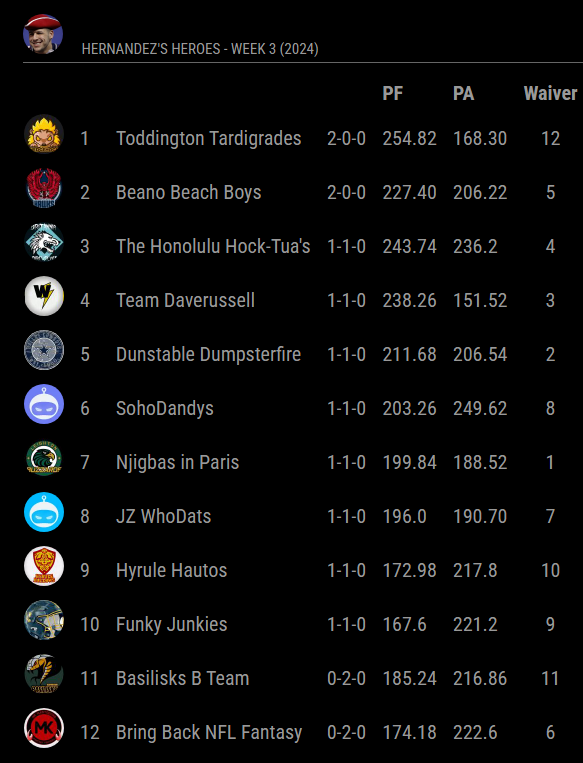 HERNANDEZ'S HEROES - WEEK 3 (2024)
PF PA Waiver
1 Toddington Tardigrades 2-0-0 254.82 168.30 12
2 Beano Beach Boys 2-0-0 227.40 206.22 5
3 The Honolulu Hock-Tua's 1-1-0 243.74 236.2 4
4 Team Daverussell 1-1-0 238.26 151.52 3
5 Dunstable Dumpsterfire 1-1-0 211.68 206.54 2
6 SohoDandys 1-1-0 203.26 249.62 8
7 Njigbas in Paris 1-1-0 199.84 188.52 1
8 JZ WhoDats 1-1-0 196.0 190.70 7
9 Hyrule Hautos 1-1-0 172.98 217.8 10
10 Funky Junkies 1-1-0 167.6 221.2 9
11 Basilisks B Team 0-2-0 185.24 216.86 11
MK 12 Bring Back NFL Fantasy 0-2-0 174.18 222.6 6